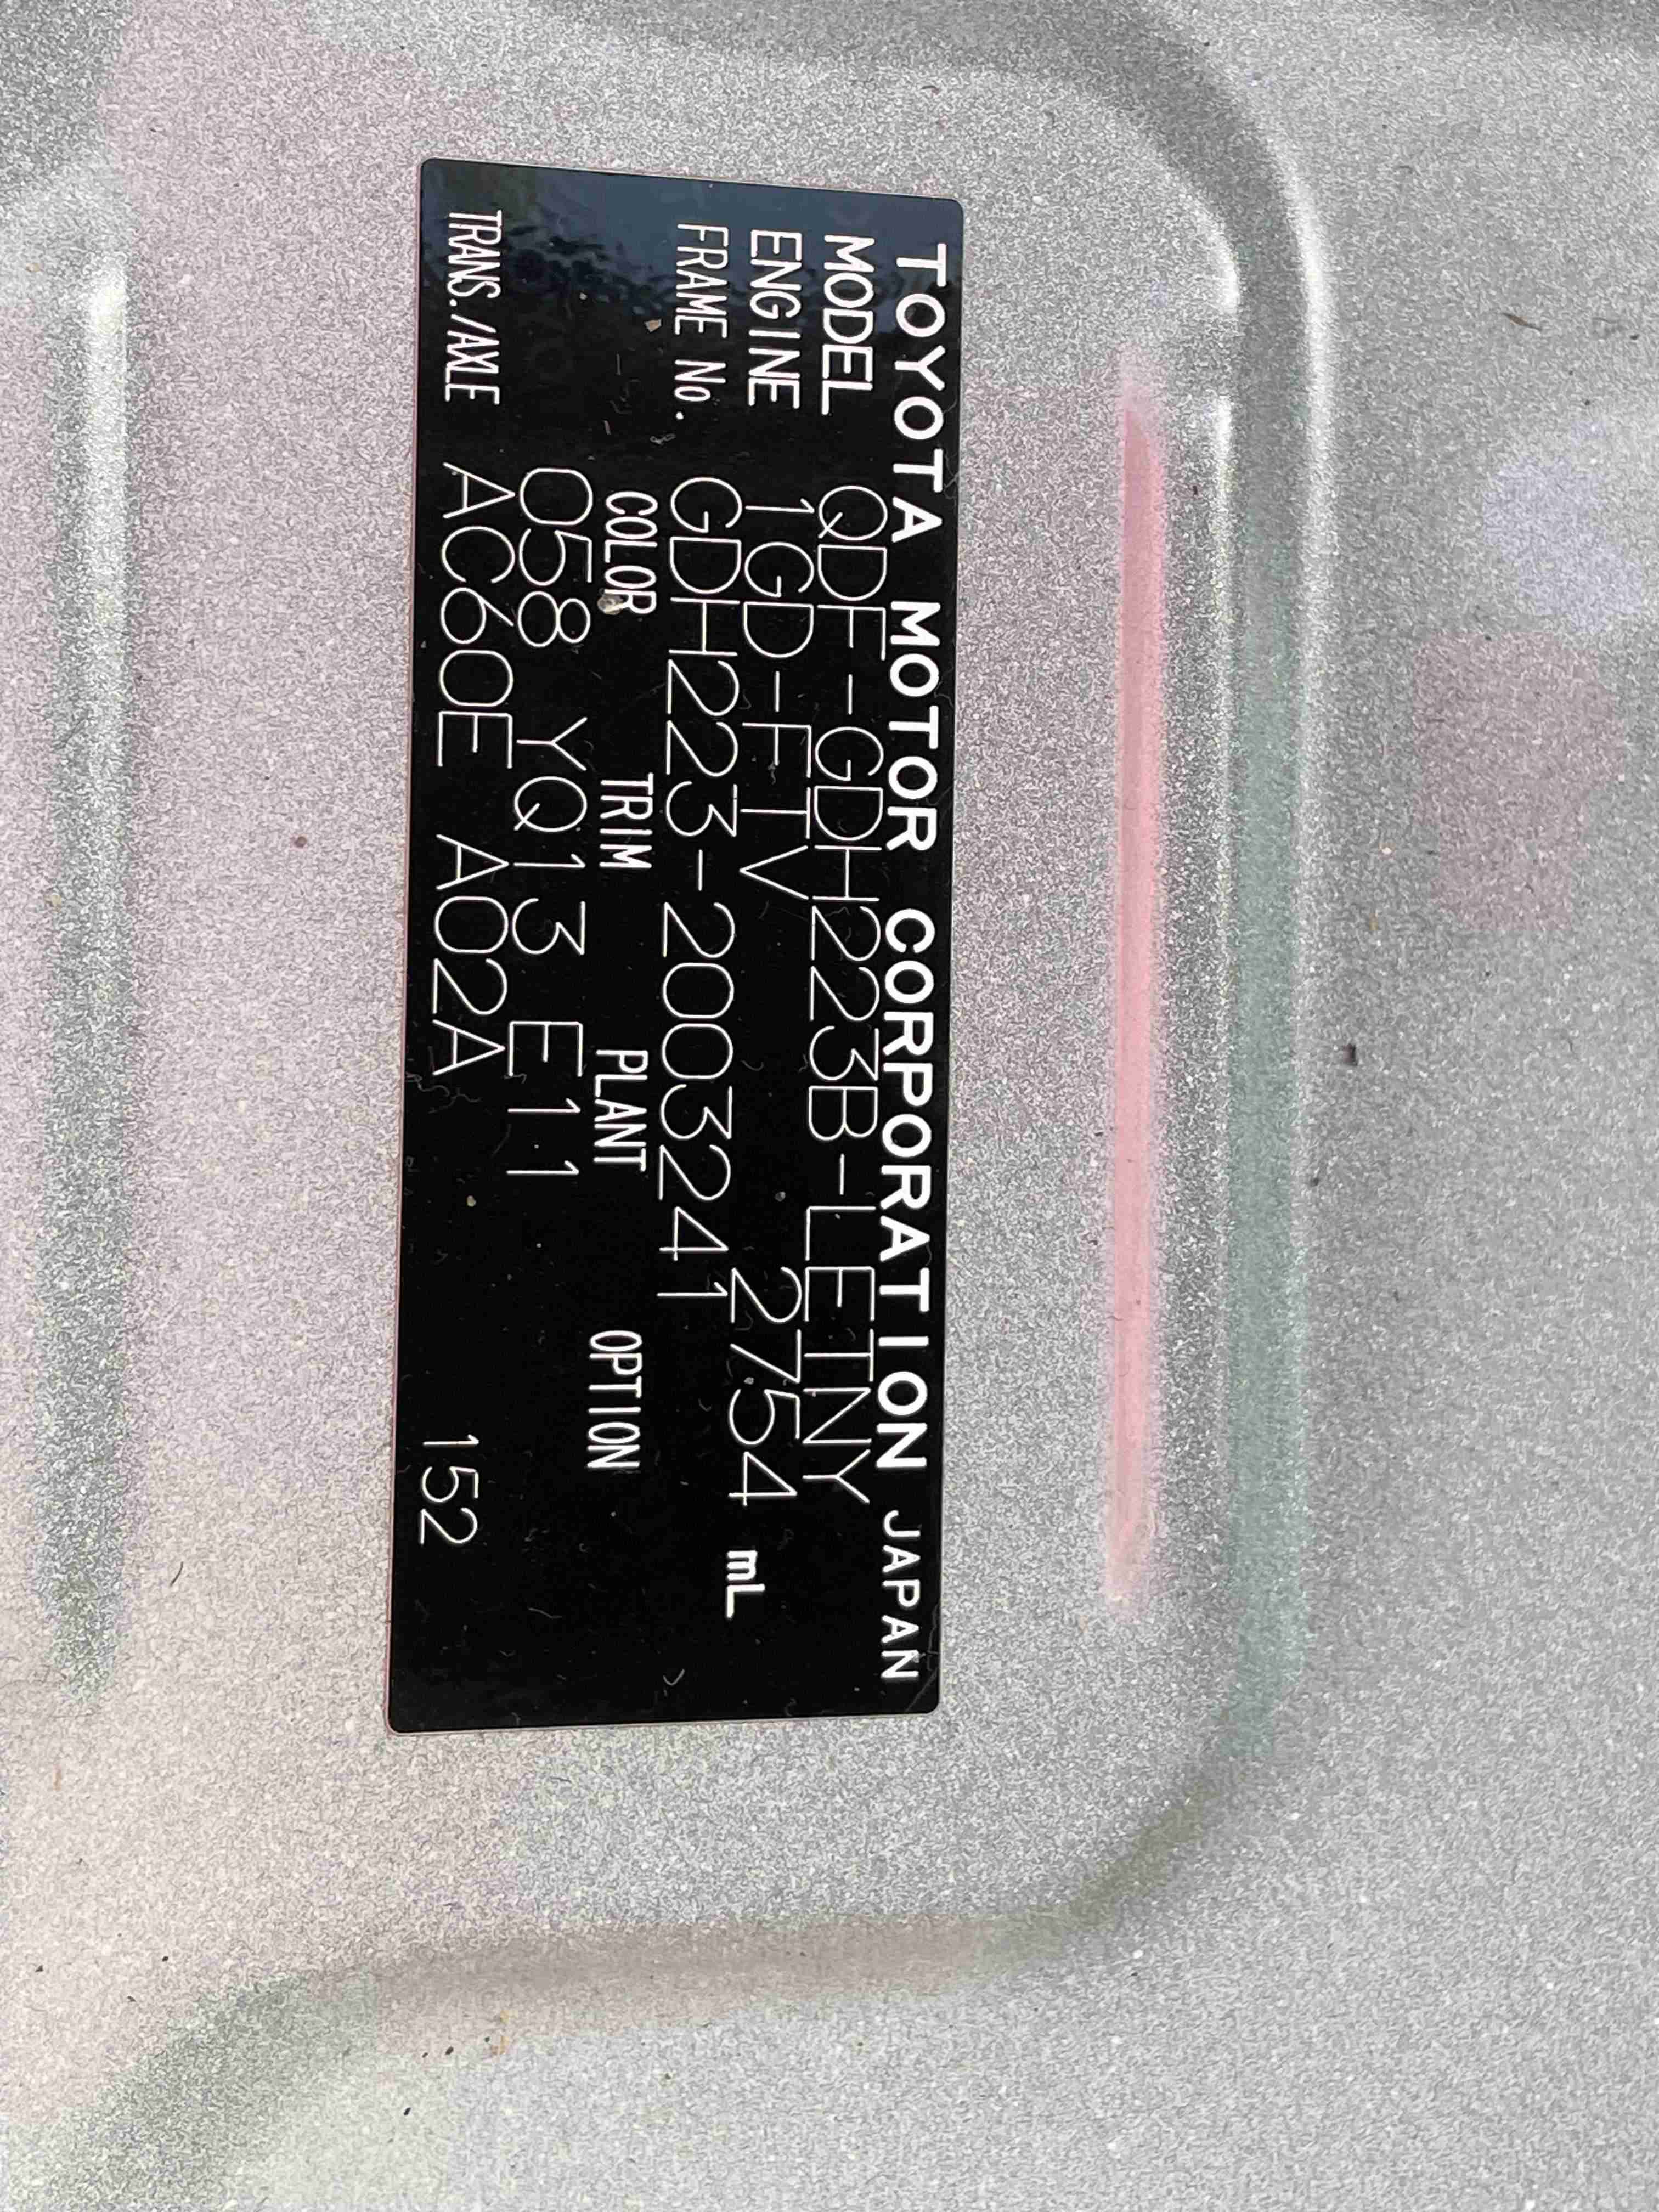 TOYOTA MOTOR CORPORATION JAPAN
MODEL QDF-GDH223B-LETNY
ENGINE 1GD-FTV 2754 mL
FRAME No. GDH223-2003241
COLOR TRIM PLANT OPTION
058 YQ13 E11
TRANS./AXLE AC60E A02A 152